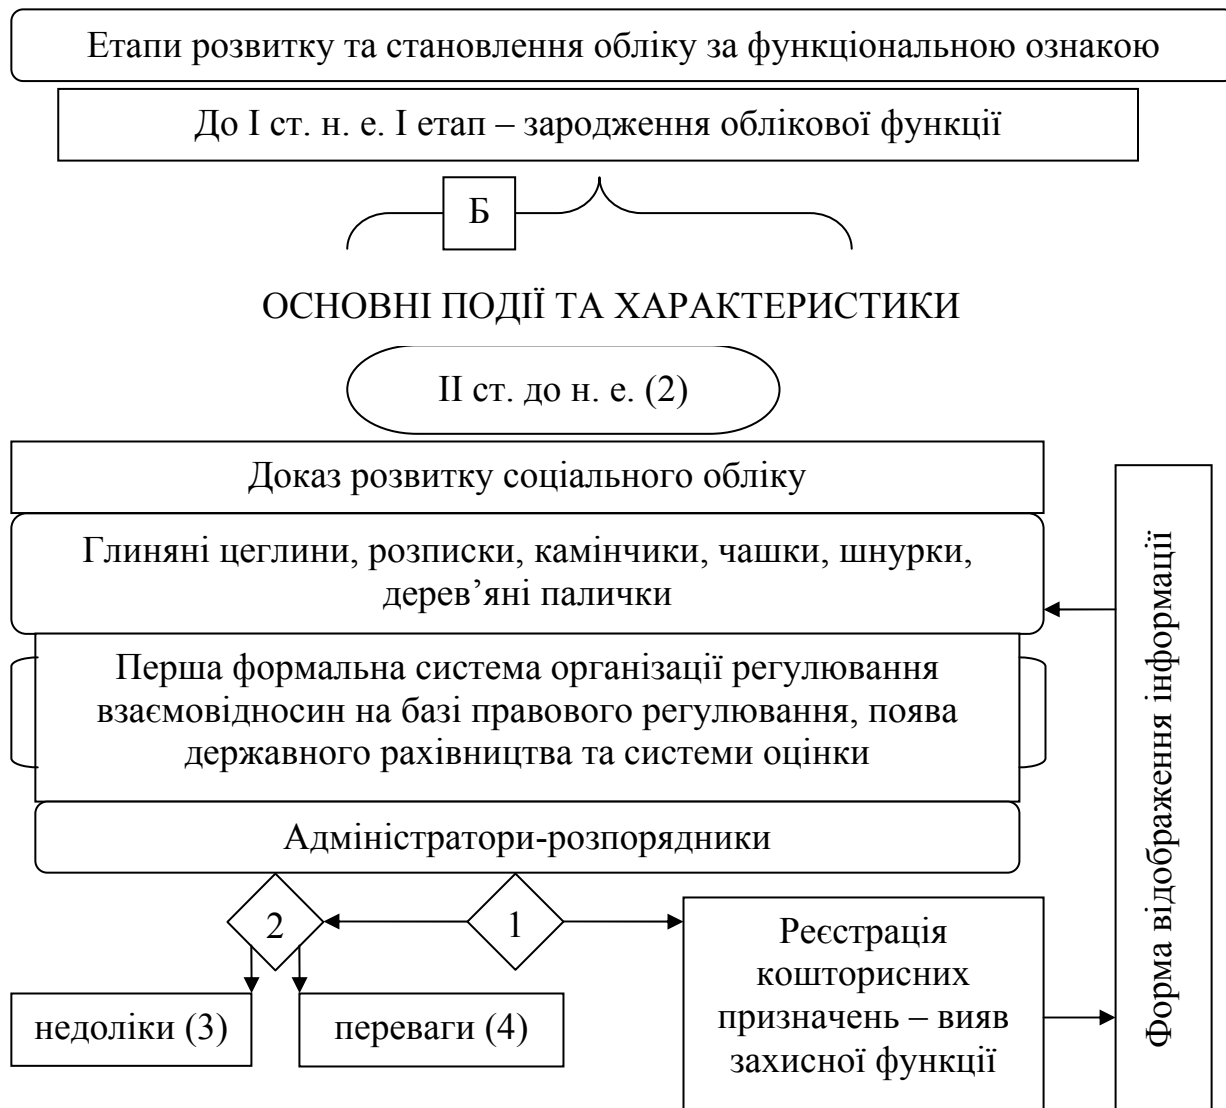 Етапи розвитку та становлення обліку за функціональною ознакою
До І ст. н. е. І етап – зародження облікової функції
Б
ОСНОВНІ ПОДІЇ ТА ХАРАКТЕРИСТИКИ
ІІ ст. до н. е. (2)
Доказ розвитку соціального обліку
Глиняні цеглини, розписки, камінчики, чашки, шнурки,
дерев’яні палички
Перша формальна система організації регулювання
взаємовідносин на базі правового регулювання, поява
державного рахівництва та системи оцінки
Адміністратори-розпорядники
2
1
недоліки (3)
переваги (4)
Реєстрація
кошторисних
призначень – вияв
захисної функції
Форма відображення інформації